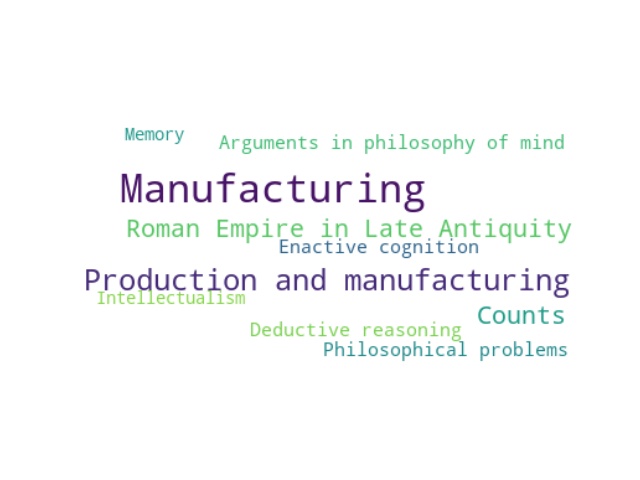 Memory
Arguments in philosophy of mind
Manufacturing
Roman Empire in Late Antiquity
Enactive cognition
Production and manufacturing
Intellectualism
Counts
Deductive reasoning
Philosophical problems